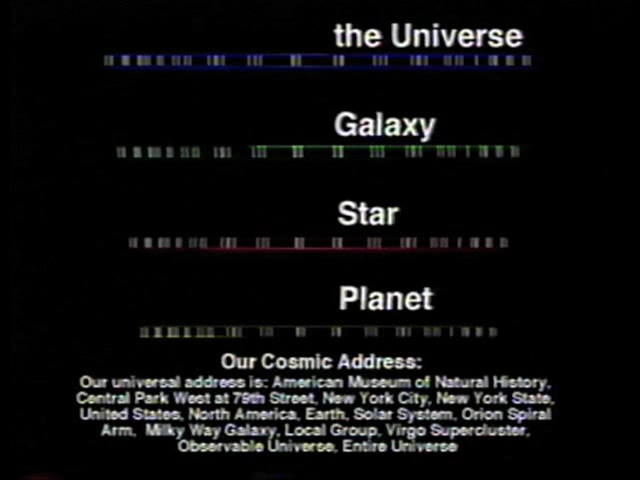 the Universe
Galaxy
Star
Planet
Our Cosmic Address:
Our universal address is: American Museum of Natural History,
Central Park West at 79th Street, New York City, New York State,
United States, North America, Earth, Solar System, Orion Spiral
Arm, Milky Way Galaxy, Local Group, Virgo Supercluster,
Observable Universe, Entire Universe